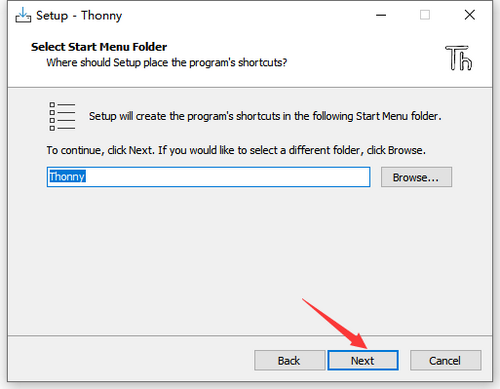 Setup - Thonny
Select Start Menu Folder
Where should Setup place the program's shortcuts?
Th
Setup will create the program's shortcuts in the following Start Menu folder.
To continue, click Next. If you would like to select a different folder, click Browse.
Thonny
Browse...
Back
Next
Cancel